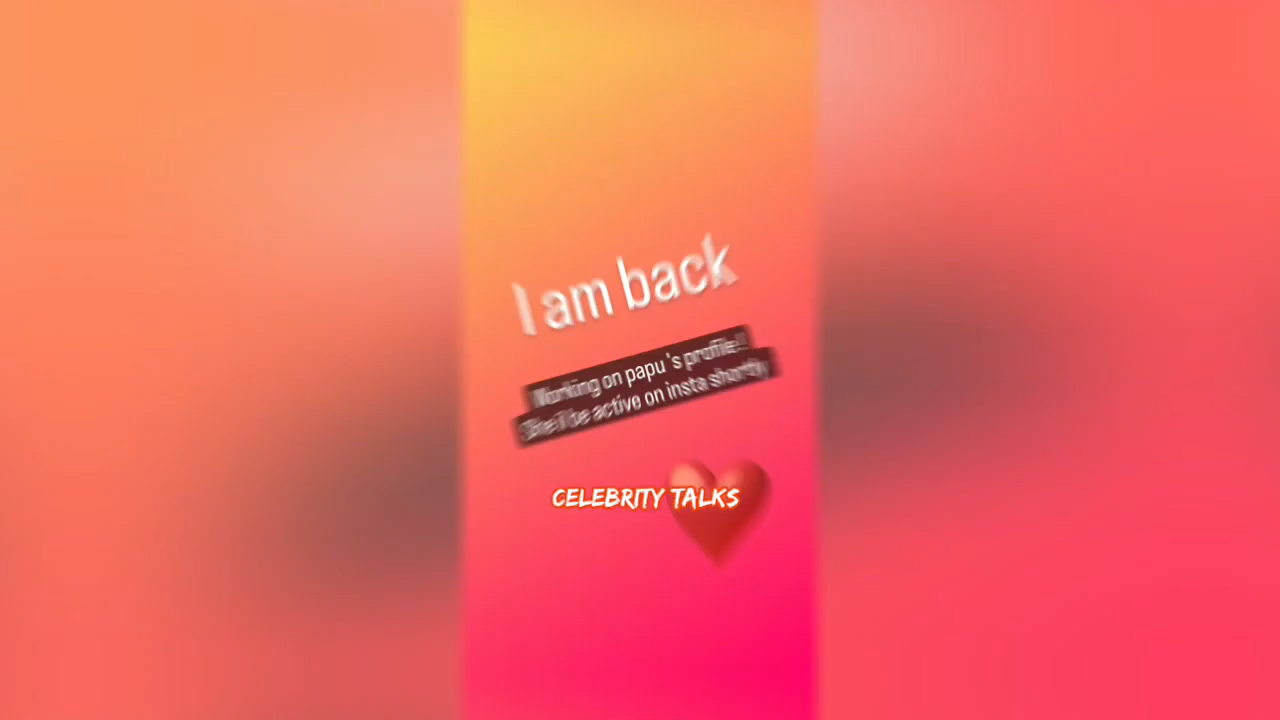 I am back
Working on papu's profile!!
She'll be active on insta shortly
CELEBRITY TALKS